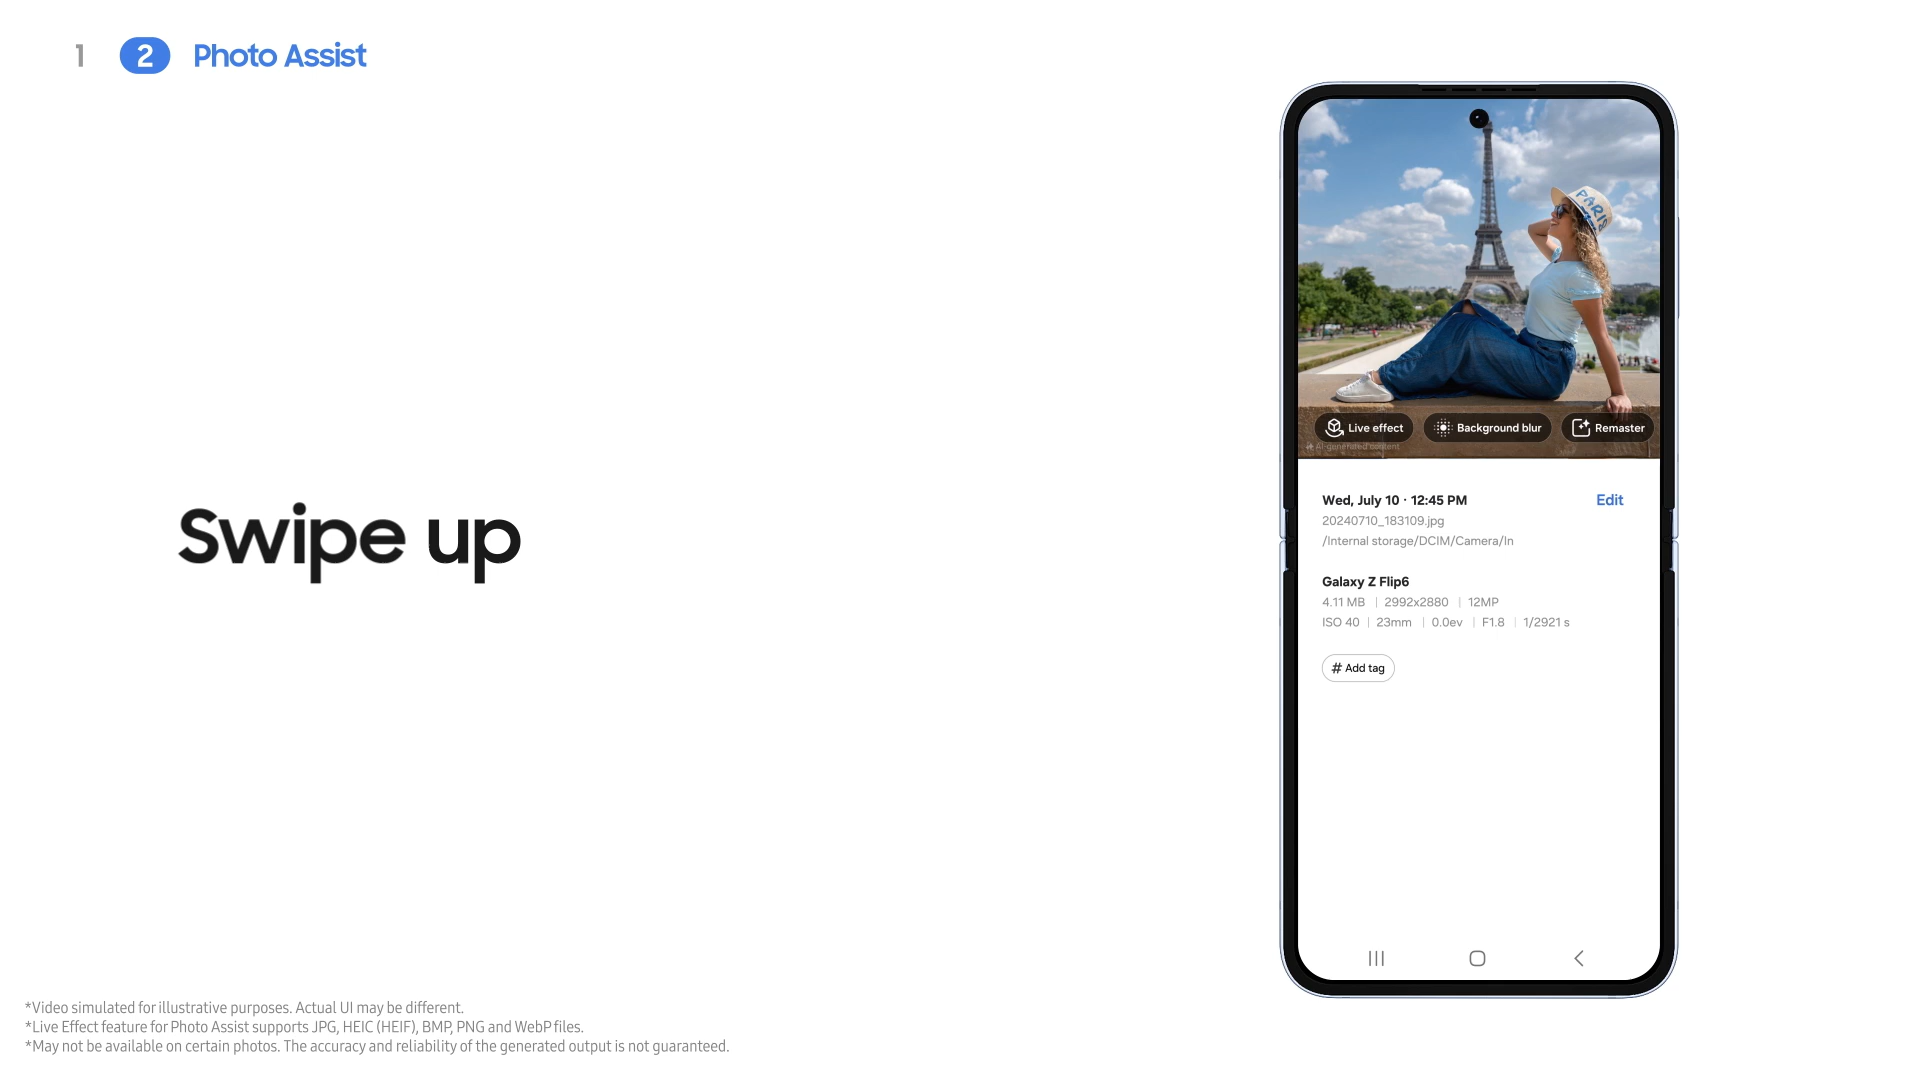 1 2 Photo Assist
Swipe up
PARIS
Live effect
Background blur
Remaster
AI-generated content
Wed, July 10 · 12:45 PM
Edit
20240710_183109.jpg
/Internal storage/DCIM/Camera/In
Galaxy Z Flip6
4.11 MB | 2992x2880 | 12MP
ISO 40 | 23mm | 0.0ev | F1.8 | 1/2921 s
# Add tag
*Video simulated for illustrative purposes. Actual UI may be different.
*Live Effect feature for Photo Assist supports JPG, HEIC (HEIF), BMP, PNG and WebP files.
*May not be available on certain photos. The accuracy and reliability of the generated output is not guaranteed.